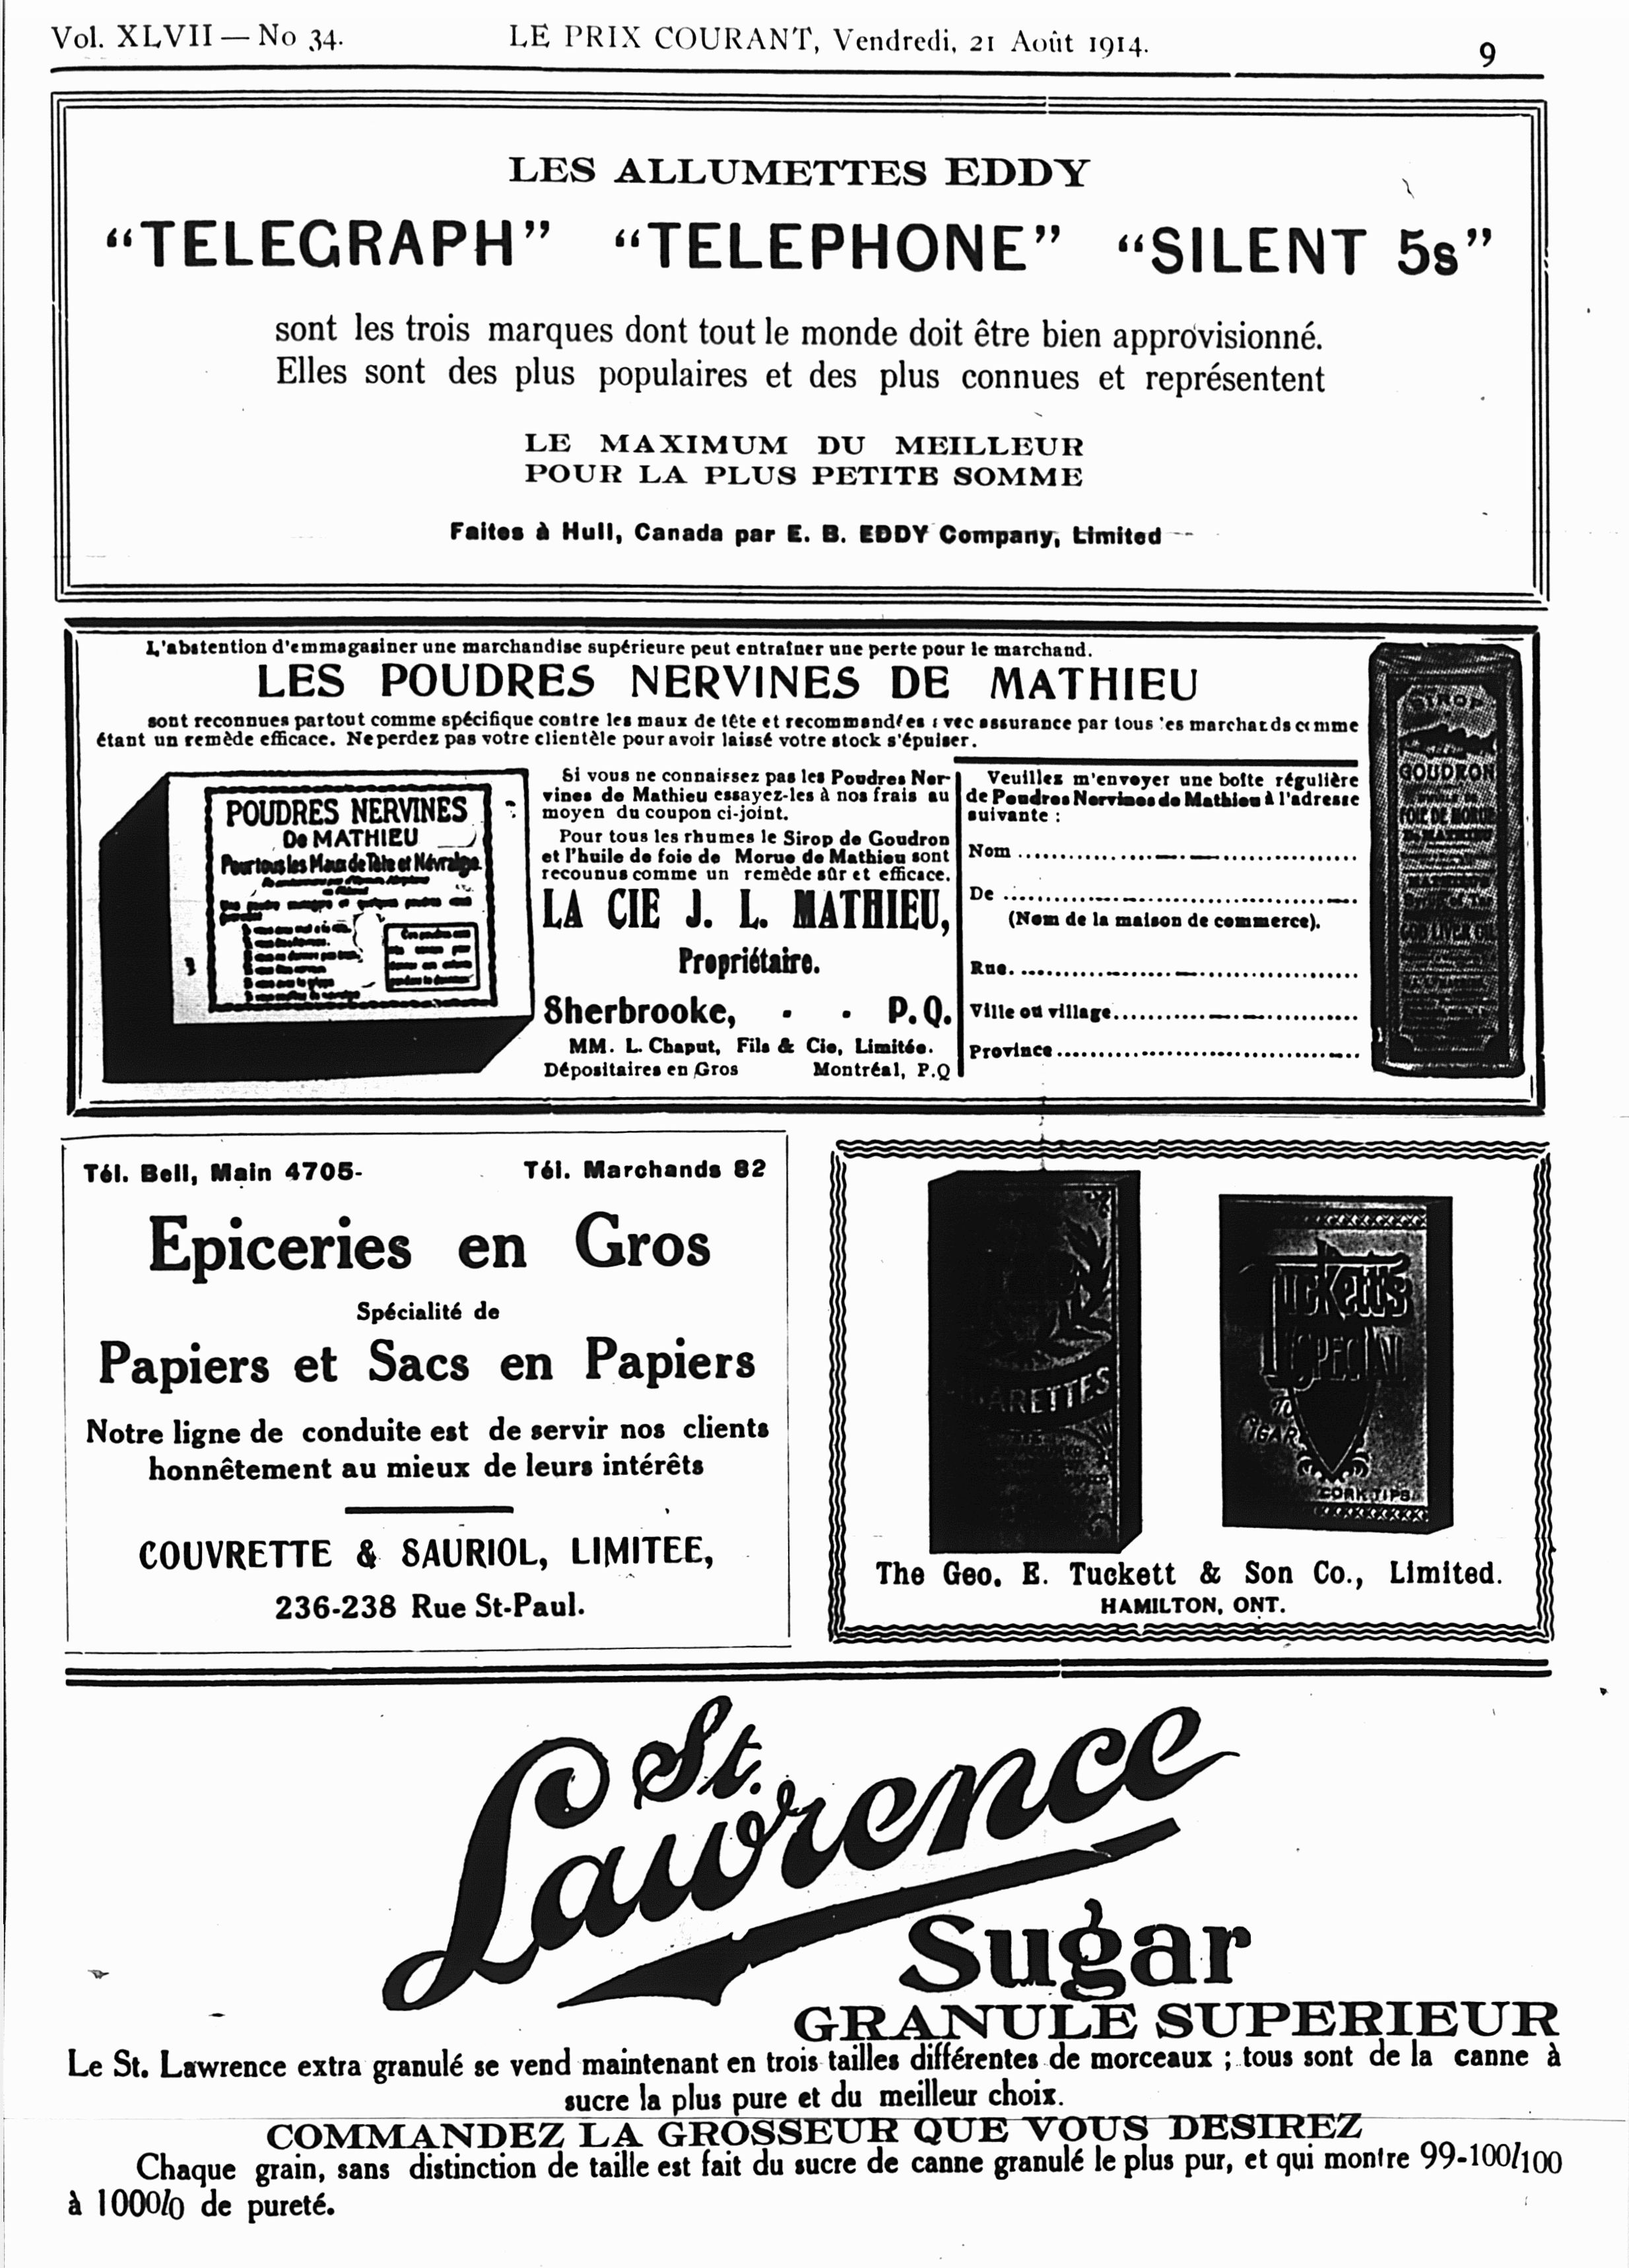 Vol. XLVII — No 34.
LE PRIX COURANT, Vendredi, 21 Août 1914.
9
LES ALLUMETTES EDDY
“TELEGRAPH” “TELEPHONE” “SILENT 5s”
sont les trois marques dont tout le monde doit être bien approvisionné.
Elles sont des plus populaires et des plus connues et représentent
LE MAXIMUM DU MEILLEUR
POUR LA PLUS PETITE SOMME
Faites à Hull, Canada par E. B. EDDY Company, Limited
L'abstention d'emmagasiner une marchandise supérieure peut entraîner une perte pour le marchand.
LES POUDRES NERVINES DE MATHIEU
sont reconnues partout comme spécifique contre les maux de tête et recommandées avec assurance par tous les marchands comme
étant un remède efficace. Ne perdez pas votre clientèle pour avoir laissé votre stock s'épuiser.
POUDRES NERVINES
De MATHIEU
Pour tous les Maux de Tête et Névralgie.
Si vous ne connaissez pas les Poudres Ner-
vines de Mathieu essayez-les à nos frais au
moyen du coupon ci-joint.
Pour tous les rhumes le Sirop de Goudron
et l'huile de foie de Morue de Mathieu sont
recounus comme un remède sûr et efficace.
LA CIE J. L. MATHIEU,
Propriétaire.
Sherbrooke, - - P.Q.
MM. L. Chaput, Fils & Cie, Limitée.
Dépositaires en Gros Montréal, P.Q
Veuillez m'envoyer une boîte régulière
de Poudres Nervines de Mathieu à l'adresse
suivante :
Nom
De
(Nom de la maison de commerce).
Rue.
Ville ou village
Province
SIROP
GOUDRON
FOIE DE MORUE
COD LIVER OIL
Tél. Bell, Main 4705-
Tél. Marchands 82
Epiceries en Gros
Spécialité de
Papiers et Sacs en Papiers
Notre ligne de conduite est de servir nos clients
honnêtement au mieux de leurs intérêts
COUVRETTE & SAURIOL, LIMITEE,
236-238 Rue St-Paul.
CIGARETTES
TUCKETTS
SPECIAL
CORK TIPS
The Geo. E. Tuckett & Son Co., Limited.
HAMILTON, ONT.
St.
Lawrence
Sugar
GRANULE SUPERIEUR
Le St. Lawrence extra granulé se vend maintenant en trois tailles différentes de morceaux ; tous sont de la canne à
sucre la plus pure et du meilleur choix.
COMMANDEZ LA GROSSEUR QUE VOUS DESIREZ
Chaque grain, sans distinction de taille est fait du sucre de canne granulé le plus pur, et qui montre 99-100/100
à 100o/o de pureté.